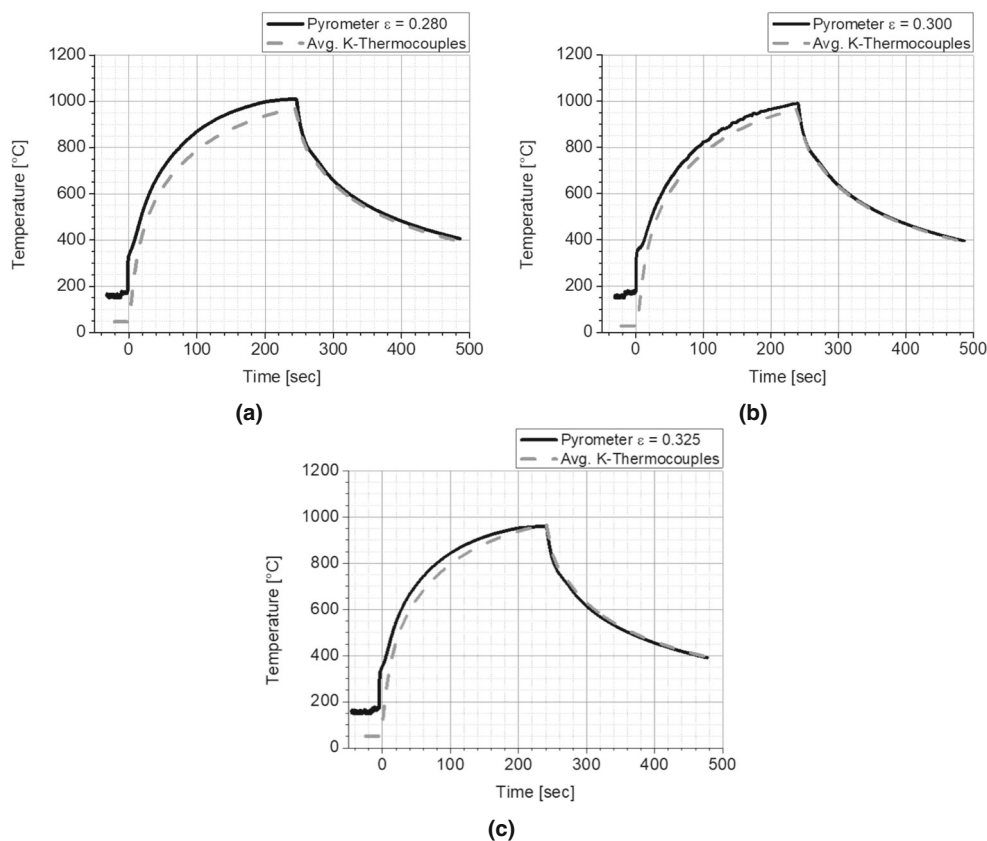 Pyrometer ε = 0.280
Avg. K-Thermocouples
1200
1000
800
600
400
200
0
Temperature [°C]
0 100 200 300 400 500
Time [sec]
(a)
Pyrometer ε = 0.300
Avg. K-Thermocouples
1200
1000
800
600
400
200
0
Temperature [°C]
0 100 200 300 400 500
Time [sec]
(b)
Pyrometer ε = 0.325
Avg. K-Thermocouples
1200
1000
800
600
400
200
0
Temperature [°C]
0 100 200 300 400 500
Time [sec]
(c)